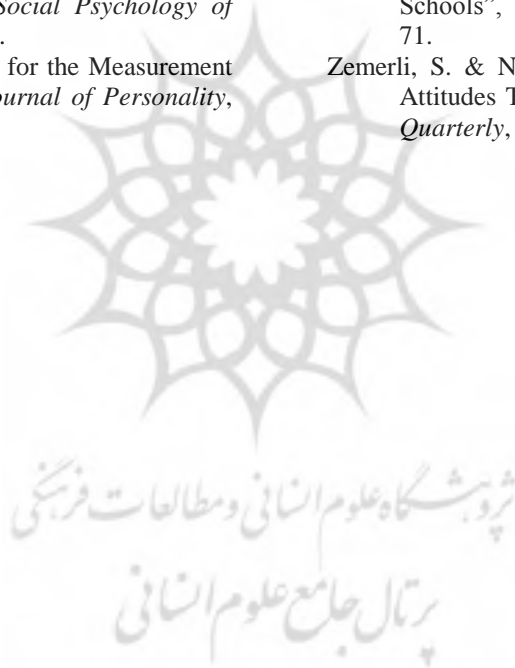 Social Psychology of
.
for the Measurement
ournal of Personality,
Schools”,
71.
Zemerli, S. & N
Attitudes T
Quarterly,
پژوهشگاه علوم انسانی و مطالعات فرهنگی
پرتال جامع علوم انسانی